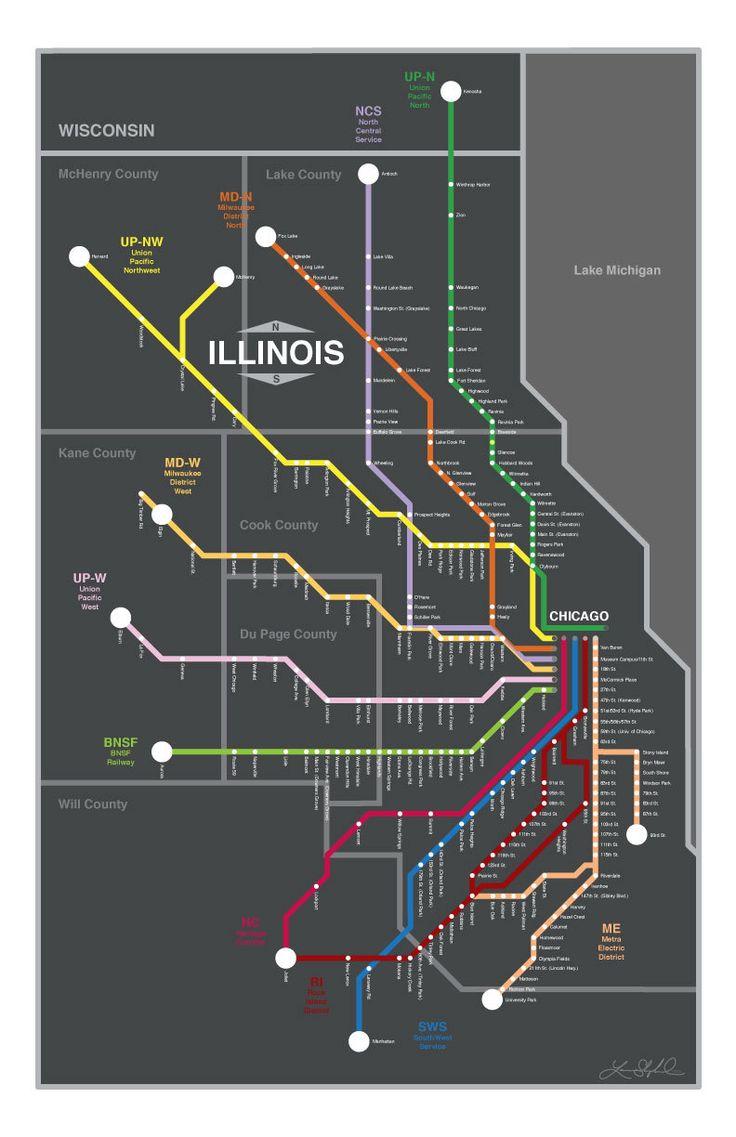 UP-N
Union
Pacific
North
Kenosha
NCS
North
Central
Service
WISCONSIN
McHenry County
Lake County
Antioch
MD-N
Milwaukee
District
North
Fox Lake
UP-NW
Union
Pacific
Northwest
Harvard
McHenry
Winthrop Harbor
Zion
Lake Michigan
Ingleside
Long Lake
Round Lake
Grayslake
Lake Villa
Round Lake Beach
Washington St. (Grayslake)
Waukegan
North Chicago
Great Lakes
Lake Bluff
Lake Forest
Fort Sheridan
Highwood
Highland Park
Ravinia
Ravinia Park
Braeside
Glencoe
Hubbard Woods
Winnetka
Indian Hill
Kenilworth
Wilmette
Central St. (Evanston)
Davis St. (Evanston)
Main St. (Evanston)
Rogers Park
Ravenswood
Clybourn
N
ILLINOIS
S
Woodstock
Crystal Lake
Pingree Rd.
Cary
Prairie Crossing
Libertyville
Lake Forest
Mundelein
Vernon Hills
Prairie View
Buffalo Grove
Wheeling
Deerfield
Lake Cook Rd.
Northbrook
N. Glenview
Glenview
Golf
Morton Grove
Edgebrook
Forest Glen
Mayfair
Grayland
Healy
Prospect Heights
Kane County
Cook County
MD-W
Milwaukee
District
West
Big Timber Rd.
Elgin
Fox River Grove
Barrington
Palatine
Arlington Park
Arlington Heights
Mt. Prospect
Cumberland
Des Plaines
Dee Rd.
Park Ridge
Edison Park
Norwood Park
Gladstone Park
Jefferson Park
Irving Park
National St.
Bartlett
Hanover Park
Schaumburg
Roselle
Medinah
Itasca
Wood Dale
Bensenville
Mannheim
Franklin Park
River Grove
Elmwood Park
Mont Clare
Mars
Galewood
Hanson Park
Grand/Cicero
Western
O'Hare
Rosemont
Schiller Park
CHICAGO
UP-W
Union
Pacific
West
Du Page County
Elburn
La Fox
Geneva
West Chicago
Winfield
Wheaton
College Ave.
Glen Ellyn
Lombard
Villa Park
Elmhurst
Berkeley
Bellwood
Melrose Park
Maywood
River Forest
Oak Park
Kedzie
BNSF
BNSF
Railway
Aurora
Route 59
Naperville
Lisle
Belmont
Main St. (Downers Grove)
Fairview Ave. (Downers Grove)
Westmont
Clarendon Hills
West Hinsdale
Hinsdale
Highlands
Western Springs
Stone Ave.
LaGrange Rd.
Congress Park
Brookfield
Hollywood
Riverside
Harlem Ave.
Berwyn
LaVergne
Cicero
Western Ave.
Halsted
Van Buren
Museum Campus/11th St.
18th St.
McCormick Place
27th St.
47th St. (Kenwood)
51st/53rd St. (Hyde Park)
55th/56th/57th St.
59th St. (Univ. of Chicago)
63rd St.
75th St.
79th St.
83rd St.
87th St.
91st St.
95th St.
103rd St.
107th St.
111th St.
115th St.
Stony Island
Bryn Mawr
South Shore
Windsor Park
79th St.
83rd St.
87th St.
93rd St.
Will County
Lemont
Lockport
Willow Springs
Summit
Palos Heights
Palos Park
143rd St. (Orland Park)
153rd St. (Orland Park)
179th St. (Orland Park)
Worth
Chicago Ridge
Oak Lawn
Ashburn
Wrightwood
Gresham
Brainerd
91st St.
95th St.
99th St.
103rd St.
107th St.
111th St.
115th St.
119th St.
123rd St.
Prairie St.
Washington
Heights
Blue Island
Robbins
Midlothian
Oak Forest
Tinley Park
80th Ave. (Tinley Park)
Hickory Creek
Mokena
New Lenox
Laraway Rd.
Joliet
Manhattan
State St.
Stewart Rdg.
West Pullman
Racine
Ashland
Burr Oak
Riverdale
Ivanhoe
147th St. (Sibley Blvd.)
Harvey
Hazel Crest
Calumet
Homewood
Flossmoor
Olympia Fields
211th St. (Lincoln Hwy.)
Matteson
Richton Park
University Park
HC
Heritage
Corridor
RI
Rock
Island
District
SWS
SouthWest
Service
ME
Metra
Electric
District